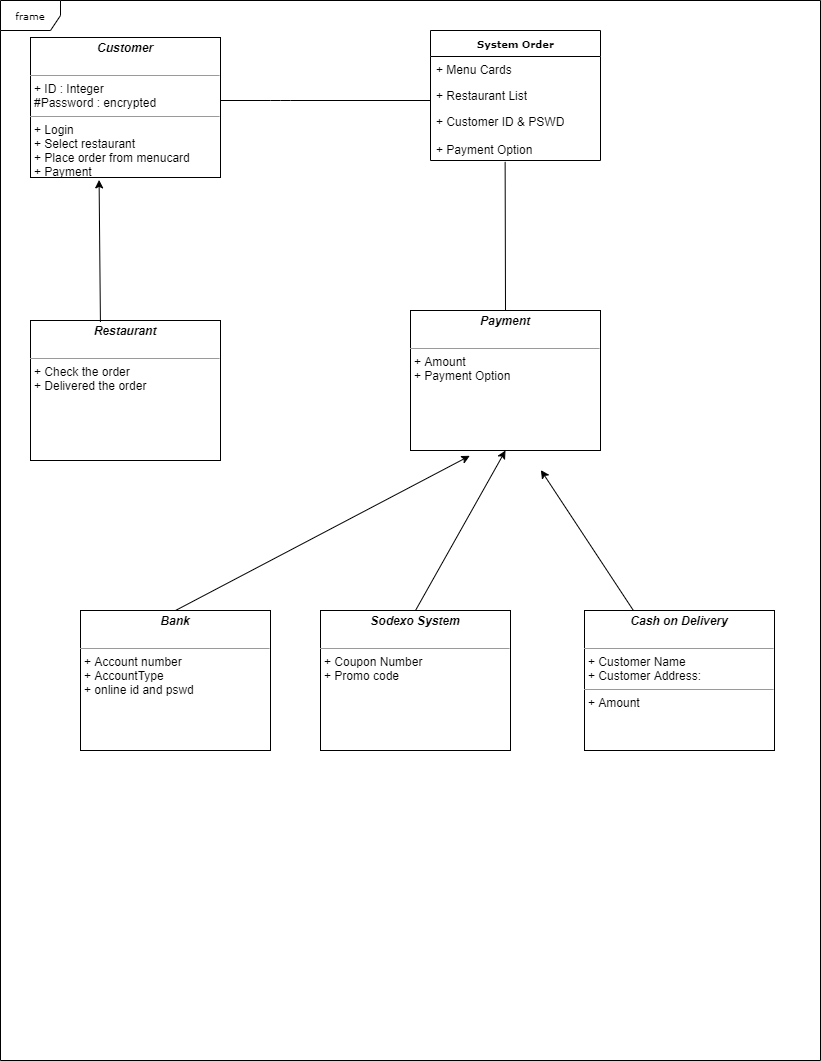 frame
Customer
+ ID : Integer
#Password : encrypted
+ Login
+ Select restaurant
+ Place order from menucard
+ Payment
System Order
+ Menu Cards
+ Restaurant List
+ Customer ID & PSWD
+ Payment Option
Restaurant
+ Check the order
+ Delivered the order
Payment
+ Amount
+ Payment Option
Bank
+ Account number
+ AccountType
+ online id and pswd
Sodexo System
+ Coupon Number
+ Promo code
Cash on Delivery
+ Customer Name
+ Customer Address:
+ Amount